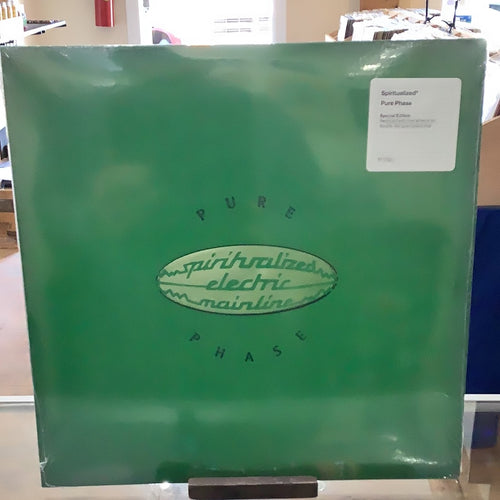 Spiritualized®
Pure Phase
Special Edition
PURE
spiritualized
electric
mainline
PHASE